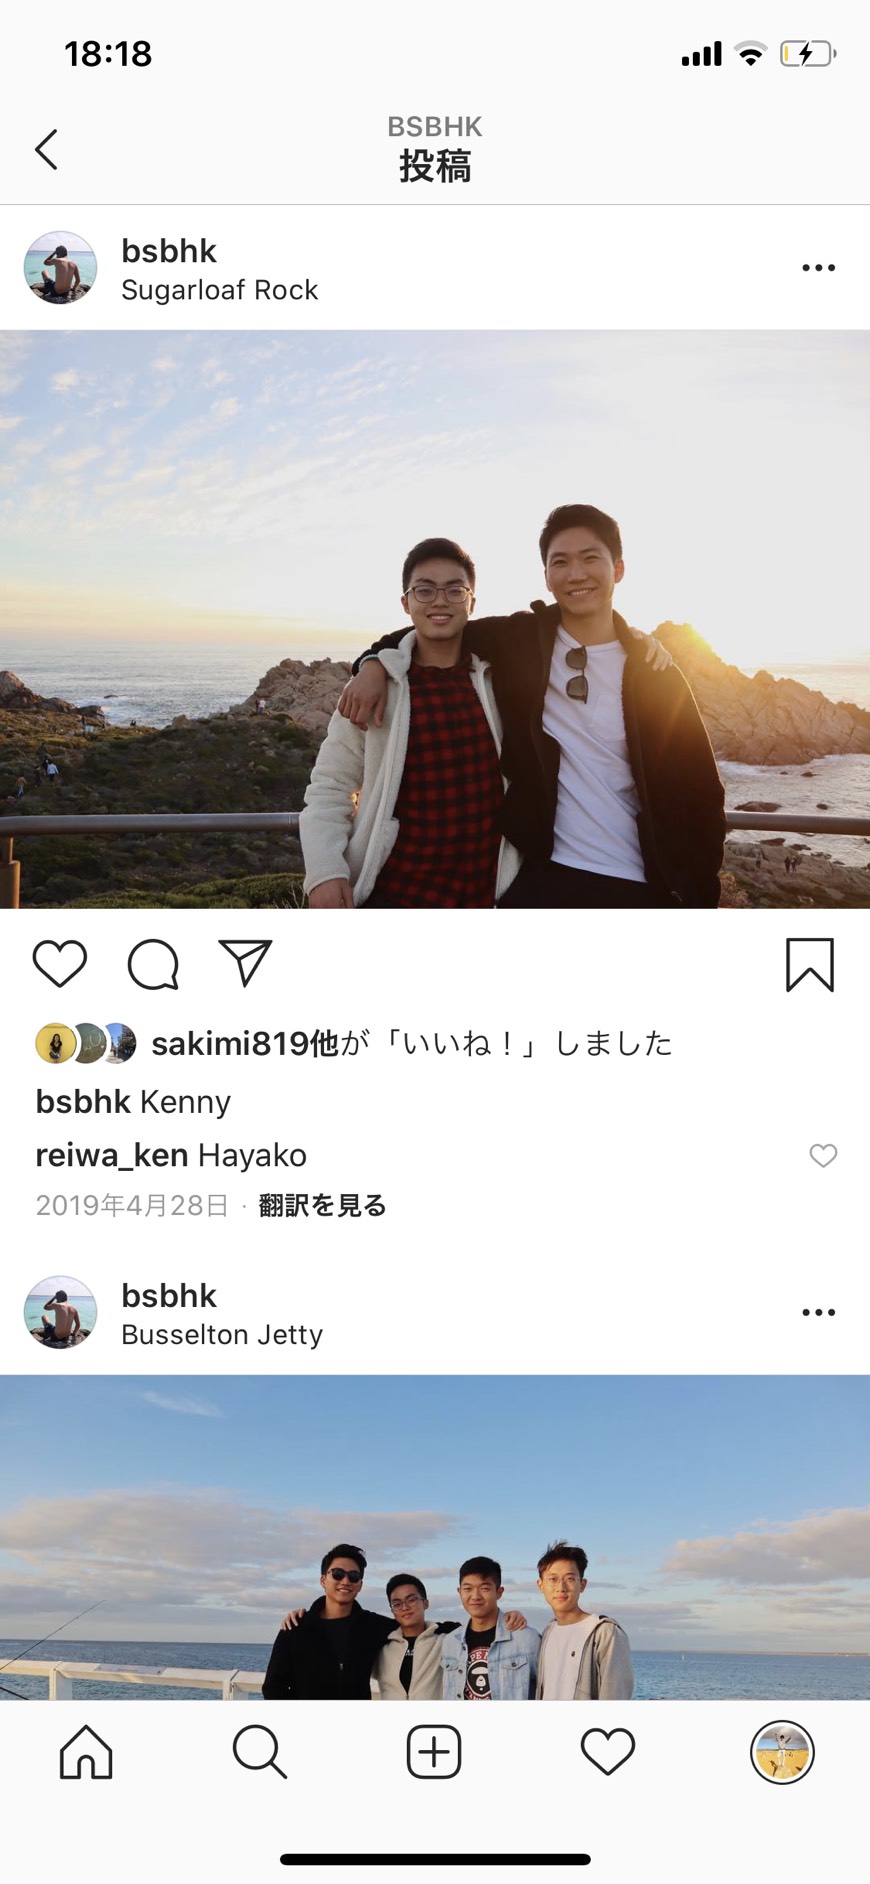 18:18
BSBHK
投稿
bsbhk
Sugarloaf Rock
sakimi819他が「いいね！」しました
bsbhk Kenny
reiwa_ken Hayako
2019年4月28日 · 翻訳を見る
bsbhk
Busselton Jetty